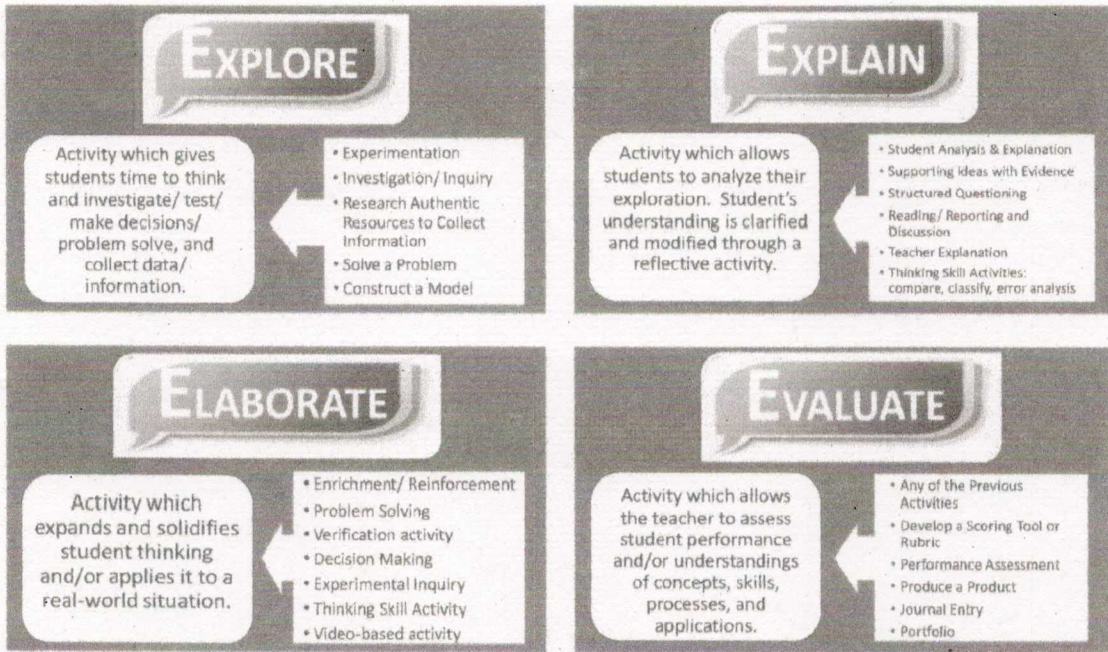 EXPLORE
Activity which gives
students time to think
and investigate/ test/
make decisions/
problem solve, and
collect data/
information.
• Experimentation
• Investigation/ Inquiry
• Research Authentic
Resources to Collect
Information
• Solve a Problem
• Construct a Model
EXPLAIN
Activity which allows
students to analyze their
exploration. Student's
understanding is clarified
and modified through a
reflective activity.
• Student Analysis & Explanation
• Supporting Ideas with Evidence
• Structured Questioning
• Reading/ Reporting and
Discussion
• Teacher Explanation
• Thinking Skill Activities:
compare, classify, error analysis
ELABORATE
Activity which
expands and solidifies
student thinking
and/or applies it to a
real-world situation.
• Enrichment/ Reinforcement
• Problem Solving
• Verification activity
• Decision Making
• Experimental Inquiry
• Thinking Skill Activity
• Video-based activity
EVALUATE
Activity which allows
the teacher to assess
student performance
and/or understandings
of concepts, skills,
processes, and
applications.
• Any of the Previous
Activities
• Develop a Scoring Tool or
Rubric
• Performance Assessment
• Produce a Product
• Journal Entry
• Portfolio